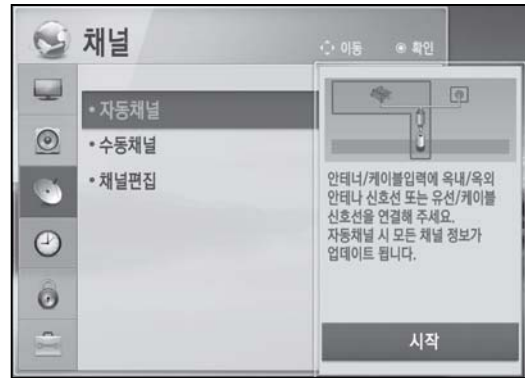 채널
이동 확인
• 자동채널
• 수동채널
• 채널편집
안테너/케이블입력에 옥내/옥외
안테나 신호선 또는 유선/케이블
신호선을 연결해 주세요.
자동채널 시 모든 채널 정보가
업데이트 됩니다.
시작